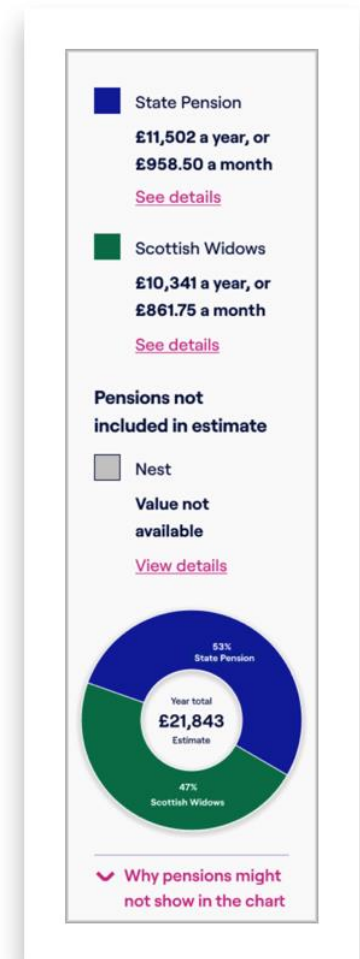 State Pension
£11,502 a year, or
£958.50 a month
See details
Scottish Widows
£10,341 a year, or
£861.75 a month
See details
Pensions not
included in estimate
Nest
Value not
available
View details
53%
State Pension
Year total
£21,843
Estimate
47%
Scottish Widows
Why pensions might
not show in the chart